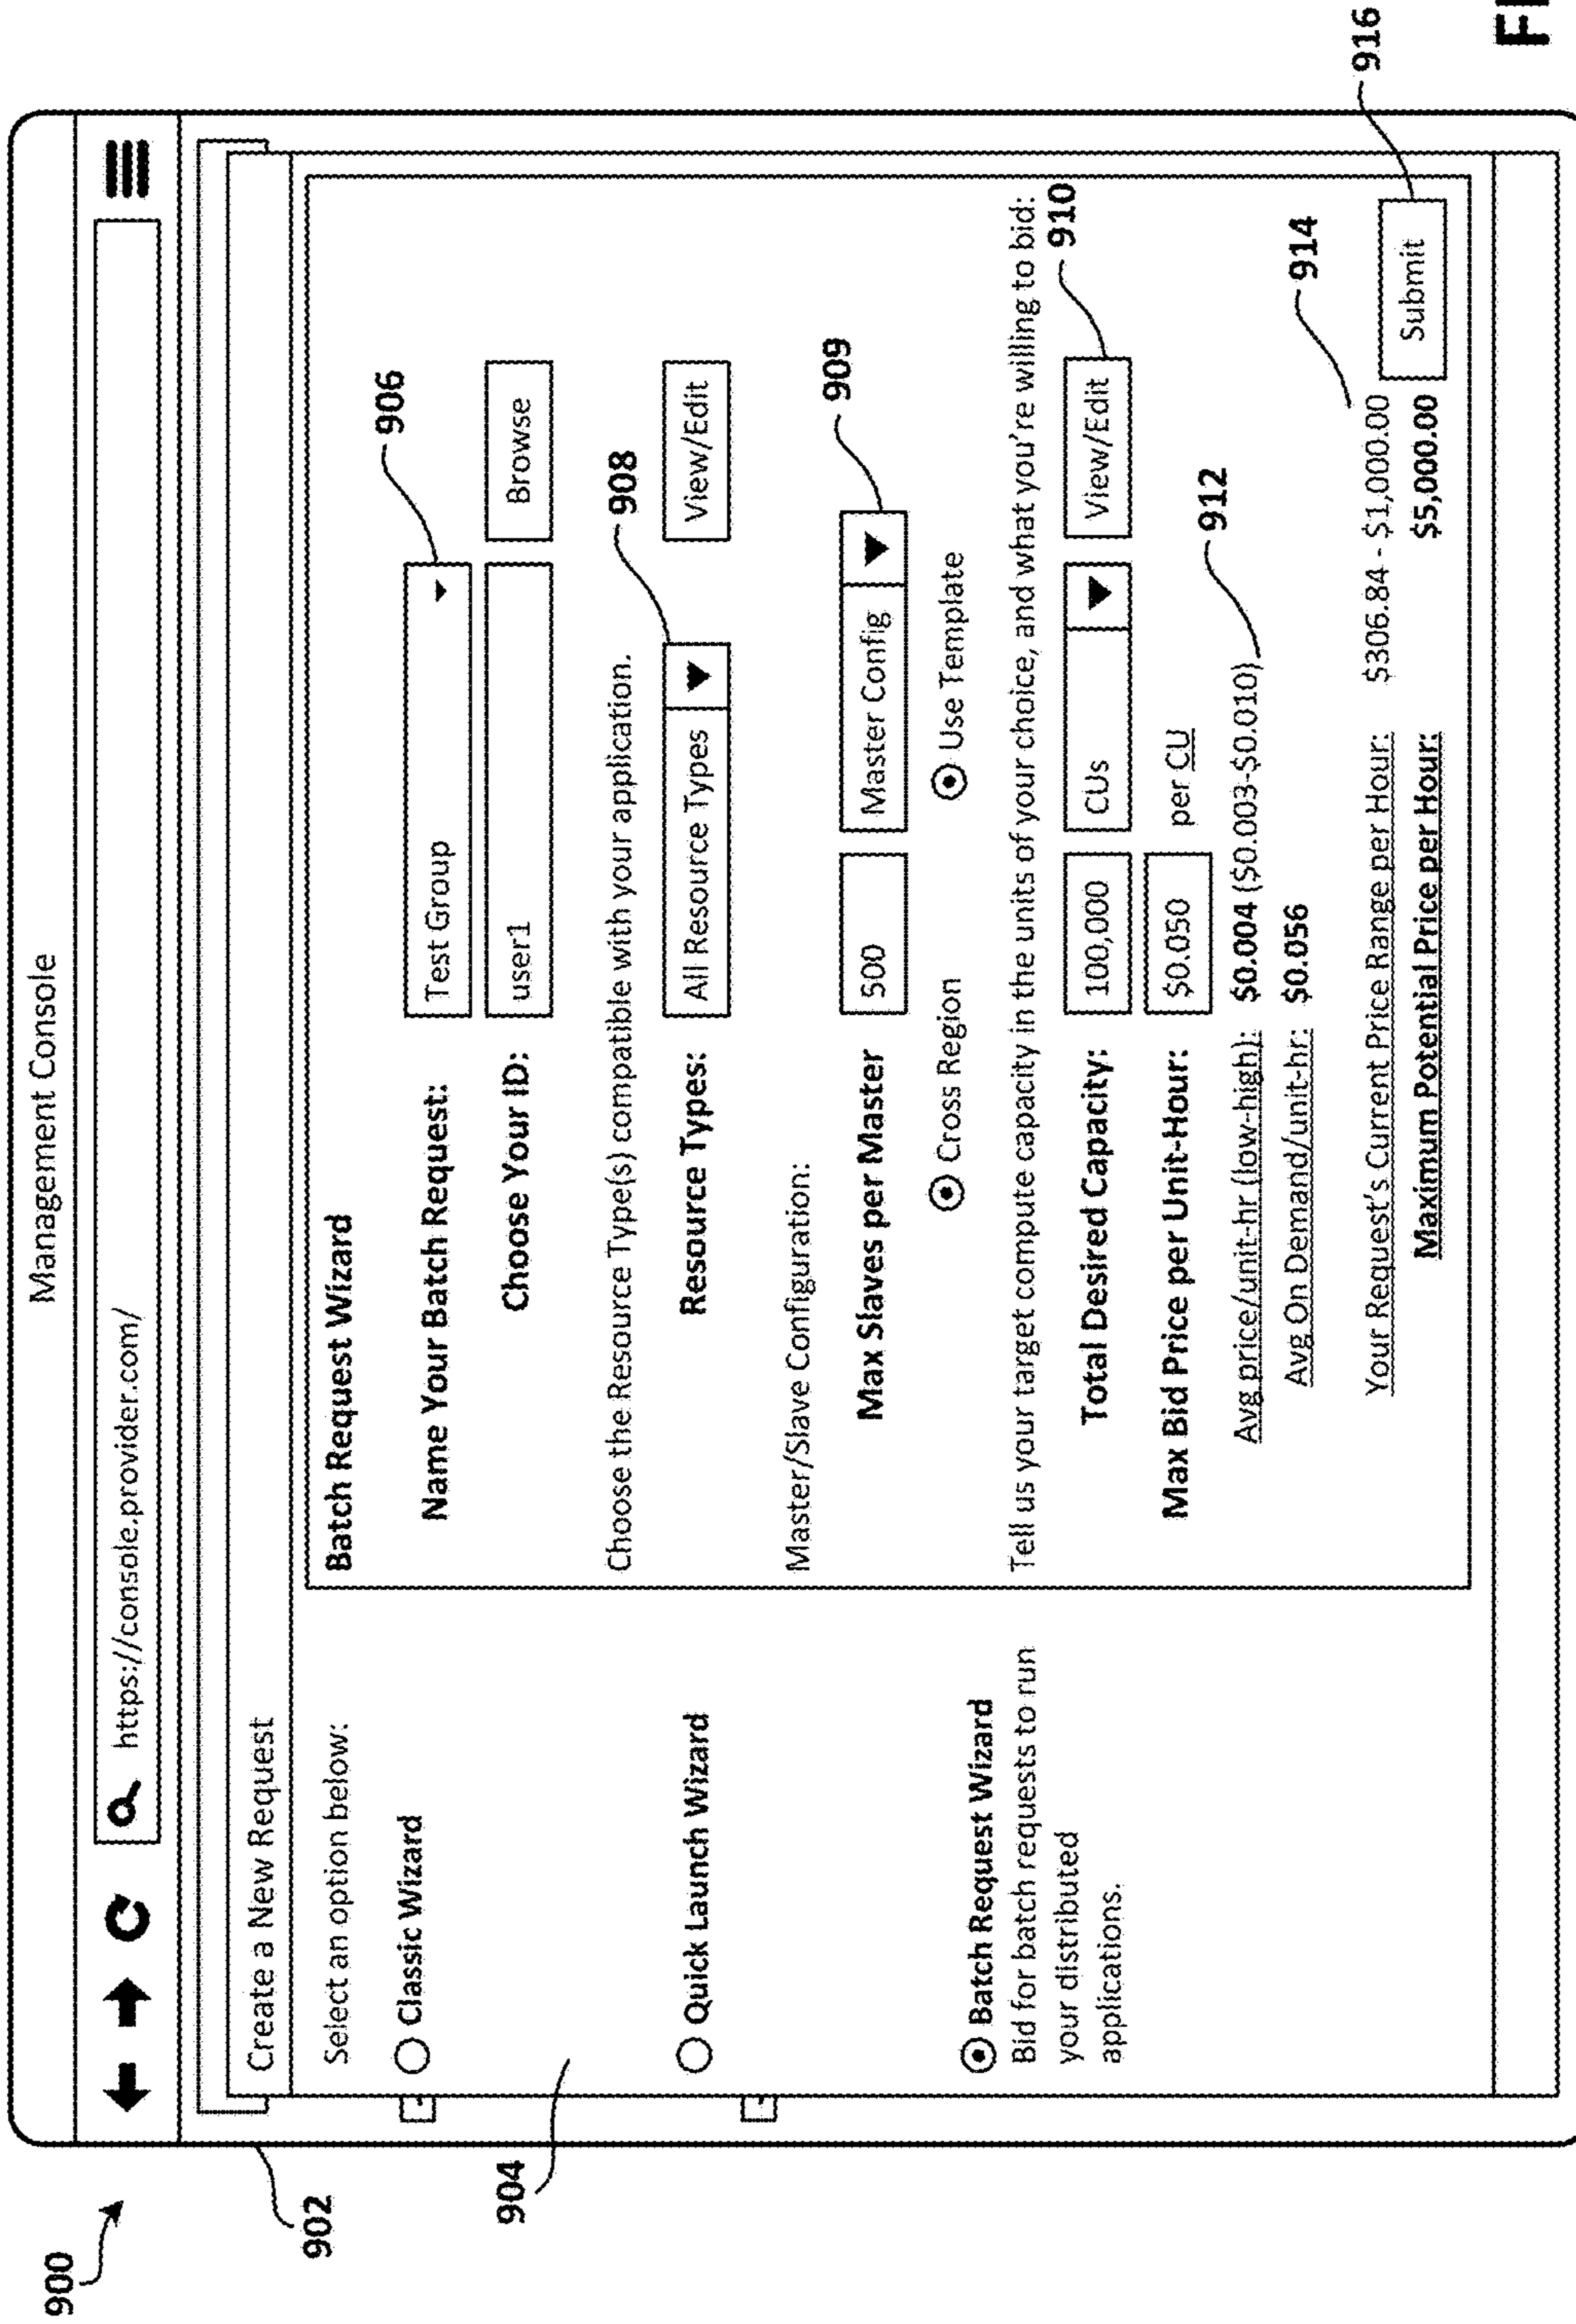 900
Management Console
https://console.provider.com/
902
Create a New Request
Select an option below:
Classic Wizard
904
Quick Launch Wizard
Batch Request Wizard
Bid for batch requests to run
your distributed
applications.
Batch Request Wizard
Name Your Batch Request: Test Group
906
Choose Your ID: user1 Browse
Choose the Resource Type(s) compatible with your application.
908
Resource Types: All Resource Types View/Edit
Master/Slave Configuration:
909
Max Slaves per Master 500 Master Config
Cross Region Use Template
Tell us your target compute capacity in the units of your choice, and what you're willing to bid:
910
Total Desired Capacity: 100,000 CUs View/Edit
Max Bid Price per Unit-Hour: $0.050 per CU
912
Avg price/unit-hr (low-high): $0.004 ($0.003-$0.010)
Avg On Demand/unit-hr: $0.056
914
Your Request's Current Price Range per Hour: $306.84 - $1,000.00
Maximum Potential Price per Hour: $5,000.00
Submit
916